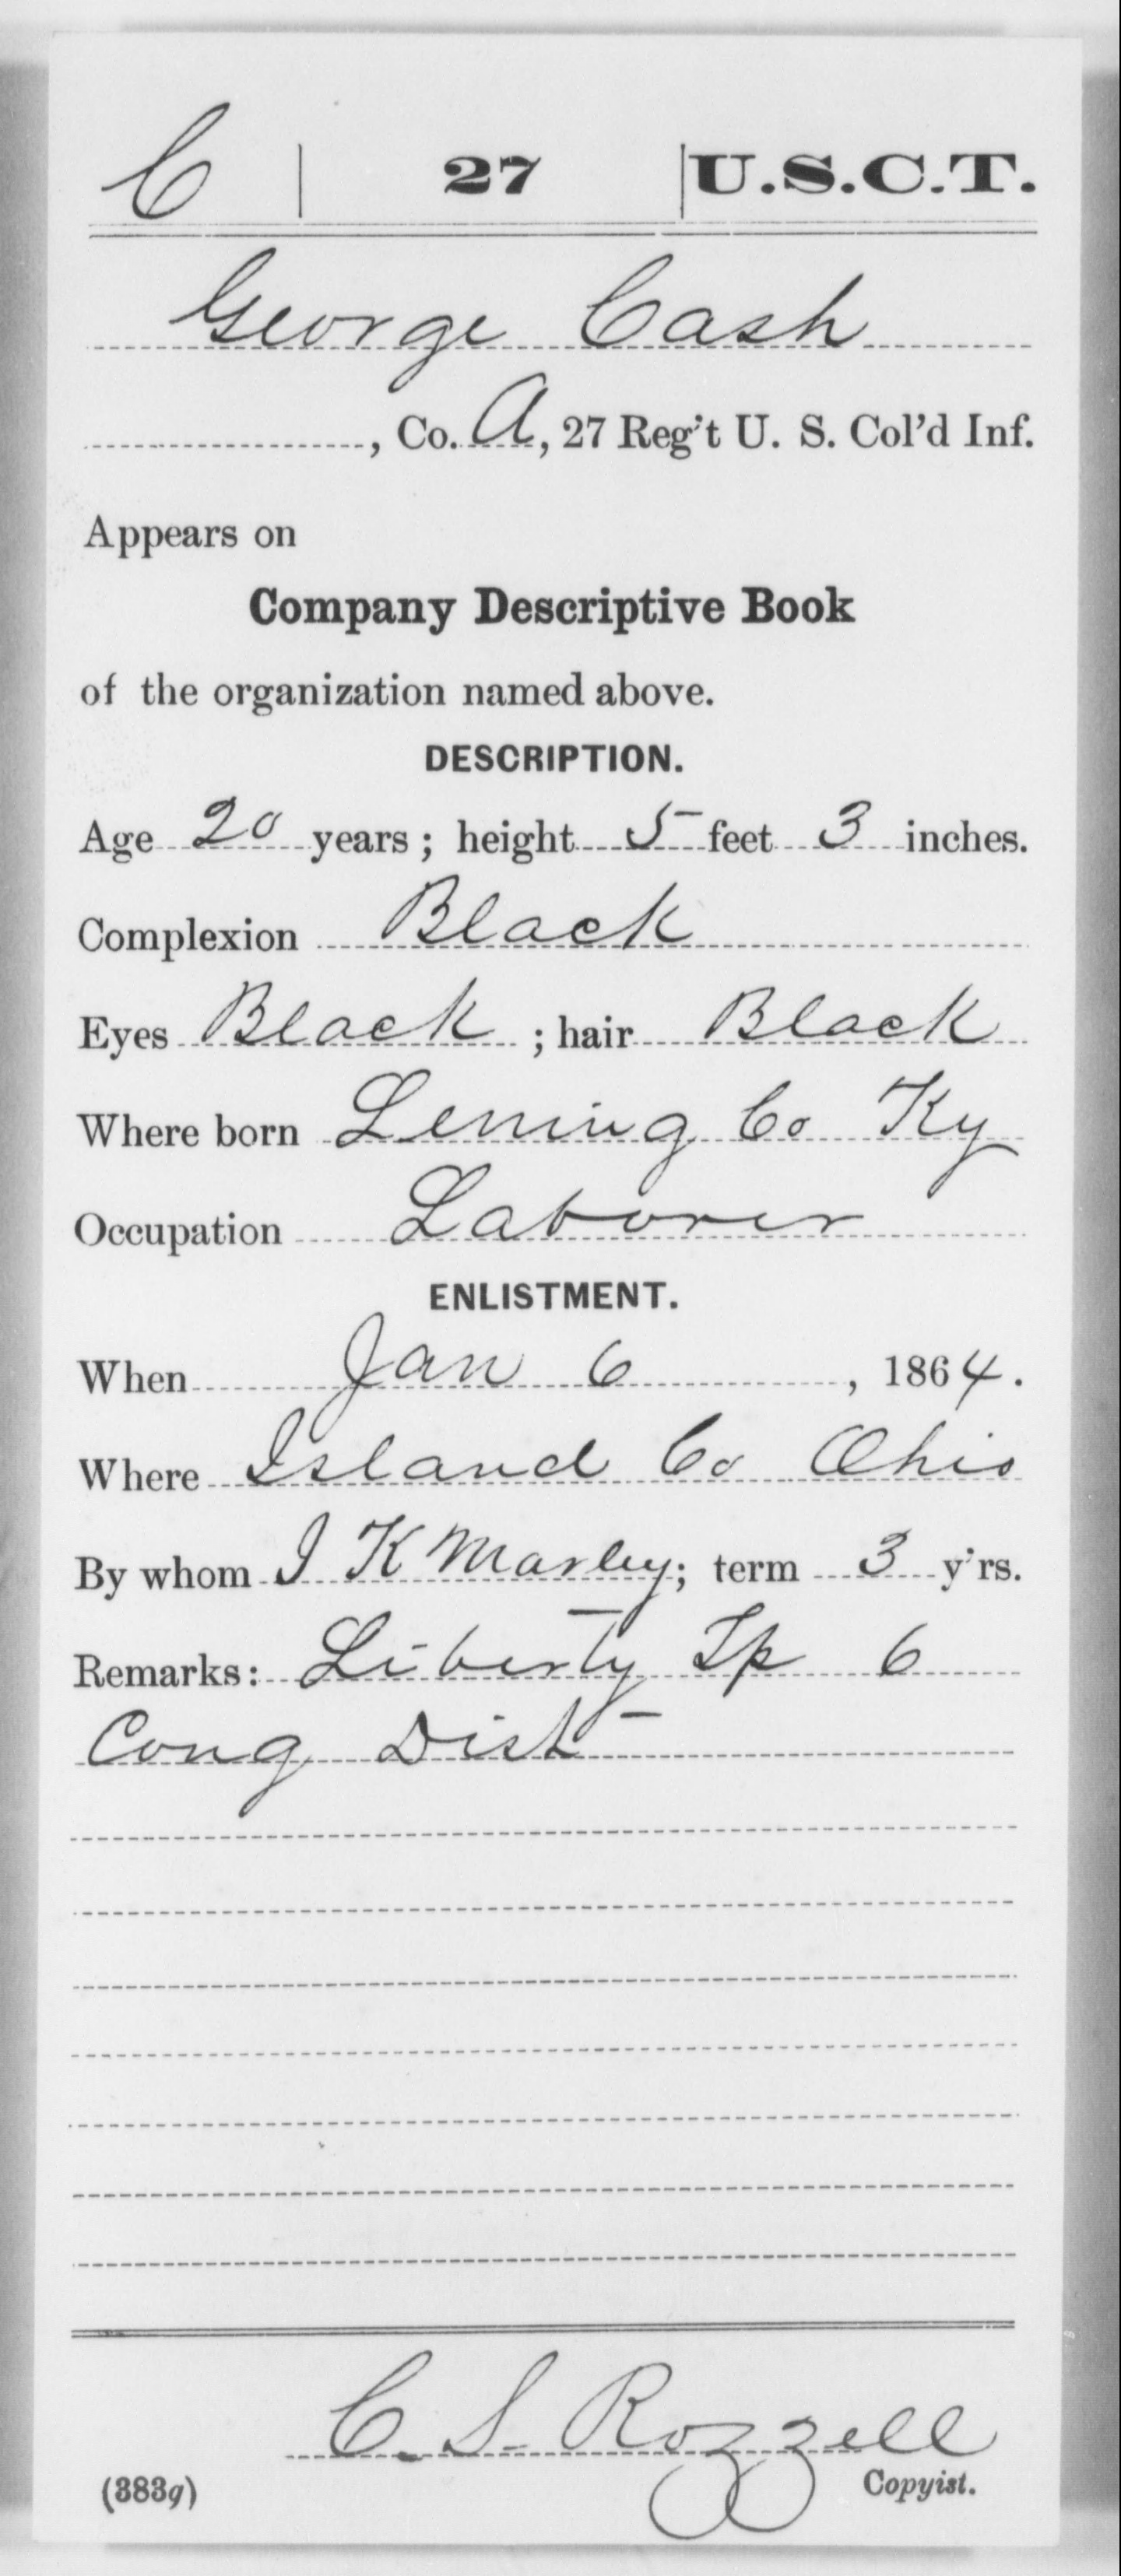 C | 27 | U.S.C.T.
George Cash
, Co. A, 27 Reg't U. S. Col'd Inf.
Appears on
Company Descriptive Book
of the organization named above.
DESCRIPTION.
Age 20 years; height 5 feet 3 inches.
Complexion Black
Eyes Black; hair Black
Where born Lening Co Ky
Occupation Laborer
ENLISTMENT.
When Jan 6, 1864.
Where Island Co Ohio
By whom J K Marley; term 3 y'rs.
Remarks: Liberty Tp 6
Cong Dist
C. S. Rozzell
(383g) Copyist.